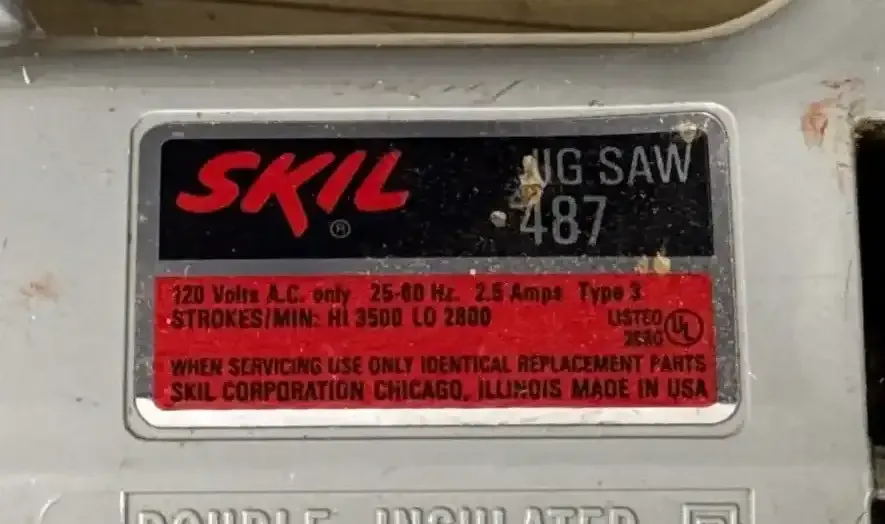 SKIL®
JIG SAW
487
120 Volts A.C. only 25-60 Hz. 2.5 Amps Type 3
STROKES/MIN: HI 3500 LO 2800
LISTED UL
WHEN SERVICING USE ONLY IDENTICAL REPLACEMENT PARTS
SKIL CORPORATION CHICAGO, ILLINOIS MADE IN USA
DOUBLE INSULATED